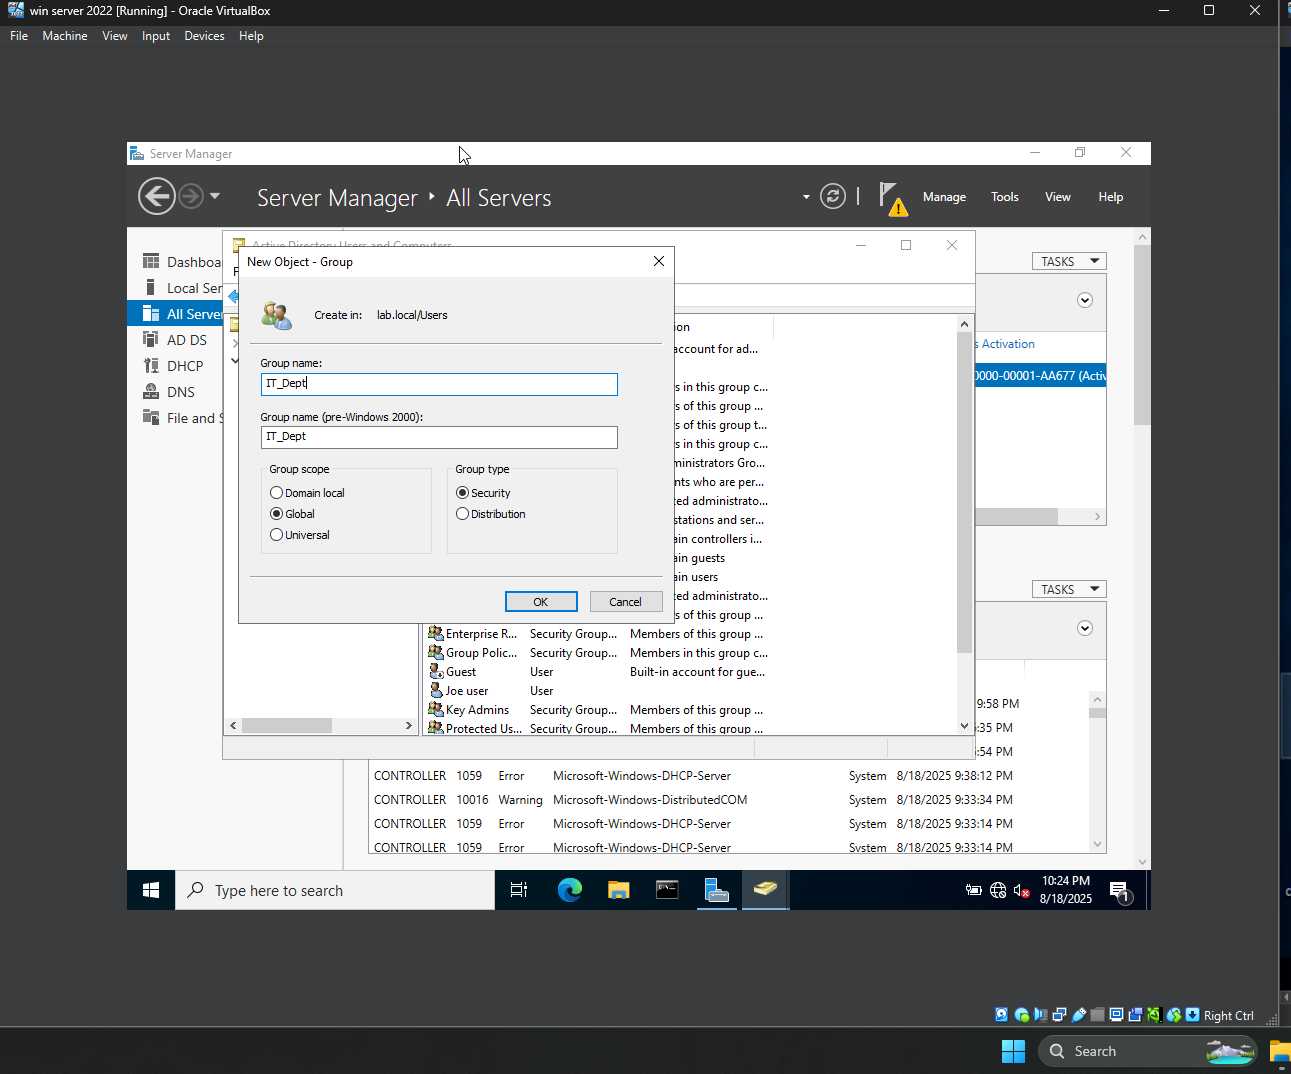 win server 2022 [Running] - Oracle VirtualBox
File Machine View Input Devices Help
Server Manager
Server Manager ‣ All Servers
Manage Tools View Help
Active Directory Users and Computers
New Object - Group
Create in: lab.local/Users
Group name:
IT_Dept
Group name (pre-Windows 2000):
IT_Dept
Group scope
Domain local
Global
Universal
Group type
Security
Distribution
OK Cancel
Dashboa
Local Ser
All Server
AD DS
DHCP
DNS
File and S
TASKS
s Activation
0000-00001-AA677 (Activ
ion
account for ad...
s in this group c...
s of this group ...
s of this group t...
s in this group c...
ministrators Gro...
nts who are per...
ted administrato...
stations and ser...
ain controllers i...
ain guests
ain users
ted administrato...
s of this group ...
Enterprise R... Security Group... Members of this group ...
Group Polic... Security Group... Members in this group c...
Guest User Built-in account for gue...
Joe user User
Key Admins Security Group... Members of this group ...
Protected Us... Security Group... Members of this group ...
TASKS
9:58 PM
:35 PM
:54 PM
CONTROLLER 1059 Error Microsoft-Windows-DHCP-Server System 8/18/2025 9:38:12 PM
CONTROLLER 10016 Warning Microsoft-Windows-DistributedCOM System 8/18/2025 9:33:34 PM
CONTROLLER 1059 Error Microsoft-Windows-DHCP-Server System 8/18/2025 9:33:14 PM
CONTROLLER 1059 Error Microsoft-Windows-DHCP-Server System 8/18/2025 9:33:14 PM
Type here to search
10:24 PM
8/18/2025
1
Right Ctrl
Search